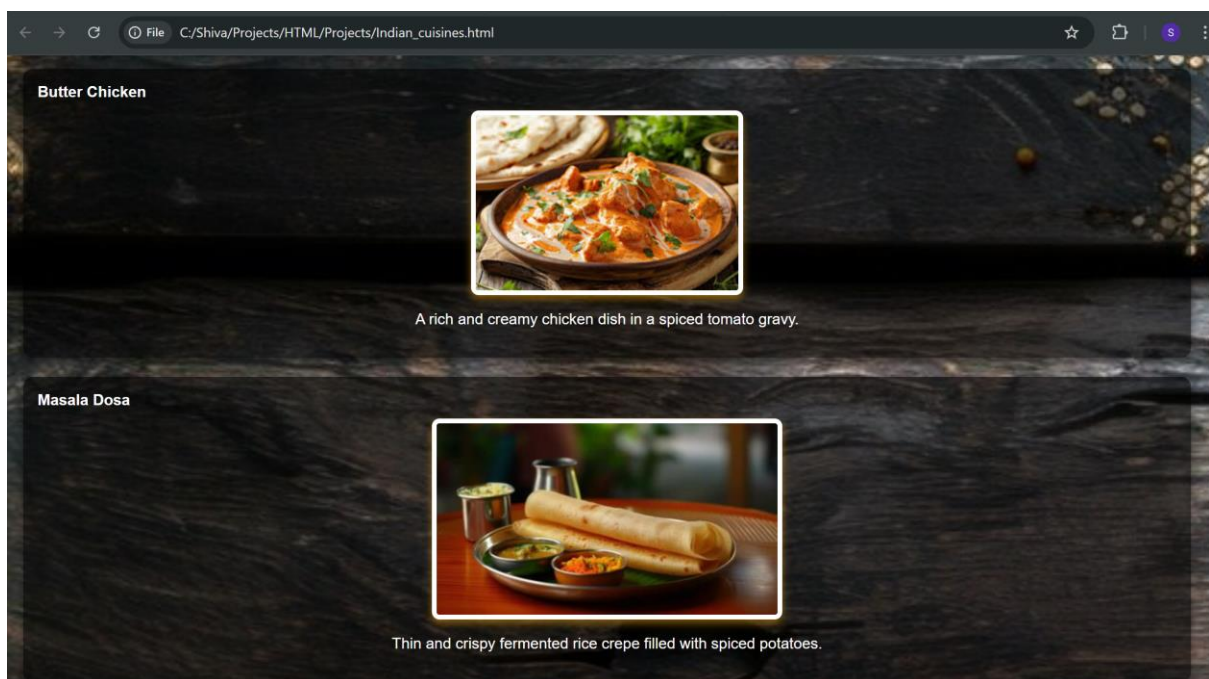 File C:/Shiva/Projects/HTML/Projects/Indian_cuisines.html
S
Butter Chicken
A rich and creamy chicken dish in a spiced tomato gravy.
Masala Dosa
Thin and crispy fermented rice crepe filled with spiced potatoes.